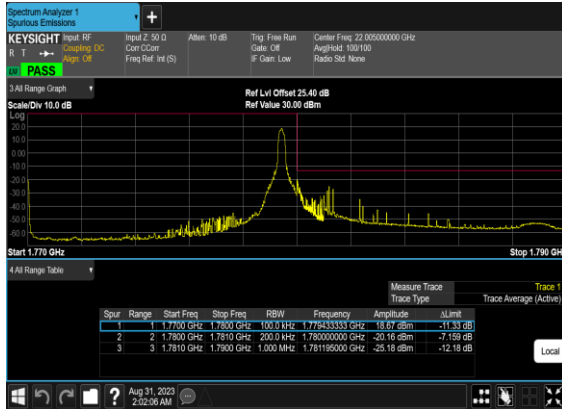 Spectrum Analyzer 1
Spurious Emissions
+
KEYSIGHT Input: RF Input Z: 50 Ω Atten: 10 dB Trig: Free Run Center Freq: 22.005000000 GHz
R T Coupling: DC Corr CCorr Gate: Off Avg|Hold: 100/100
Align: Off Freq Ref: Int (S) IF Gain: Low Radio Std: None
PASS
3 All Range Graph
Ref Lvl Offset 25.40 dB
Scale/Div 10.0 dB Ref Value 30.00 dBm
Log
20.0
10.0
0.00
-10.0
-20.0
-30.0
-40.0
-50.0
-60.0
Start 1.770 GHz Stop 1.790 GH
4 All Range Table
Measure Trace Trace 1
Trace Type Trace Average (Active)
Spur Range Start Freq Stop Freq RBW Frequency Amplitude ΔLimit
1 1 1.7700 GHz 1.7800 GHz 100.0 kHz 1.779433333 GHz 18.67 dBm -11.33 dB
2 2 1.7800 GHz 1.7810 GHz 200.0 kHz 1.780000000 GHz -20.16 dBm -7.159 dB
3 3 1.7810 GHz 1.7900 GHz 1.000 MHz 1.781195000 GHz -25.18 dBm -12.18 dB
Local
? Aug 31, 2023
2:02:06 AM